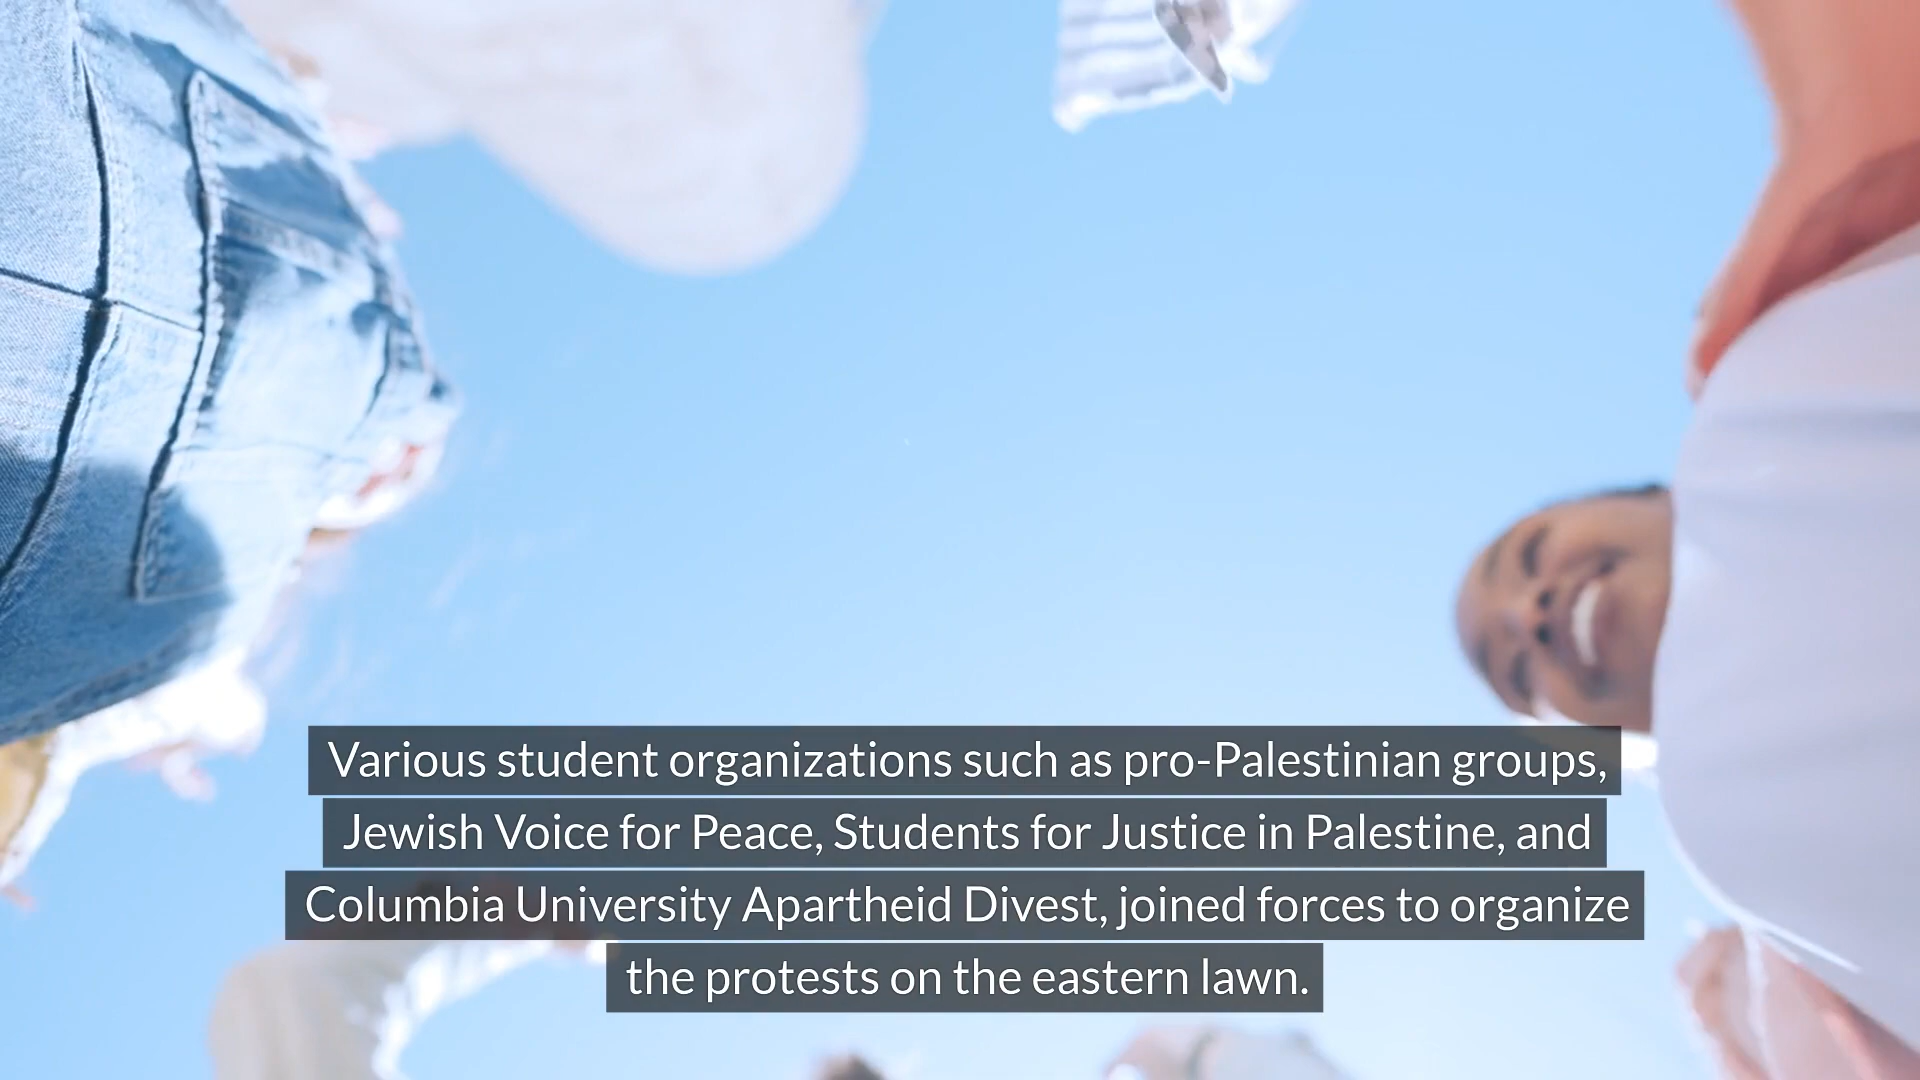 Various student organizations such as pro-Palestinian groups,
Jewish Voice for Peace, Students for Justice in Palestine, and
Columbia University Apartheid Divest, joined forces to organize
the protests on the eastern lawn.